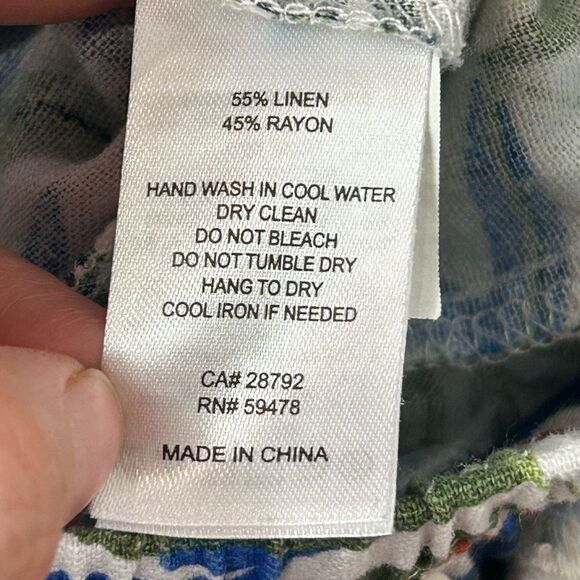 55% LINEN
45% RAYON
HAND WASH IN COOL WATER
DRY CLEAN
DO NOT BLEACH
DO NOT TUMBLE DRY
HANG TO DRY
COOL IRON IF NEEDED
CA# 28792
RN# 59478
MADE IN CHINA